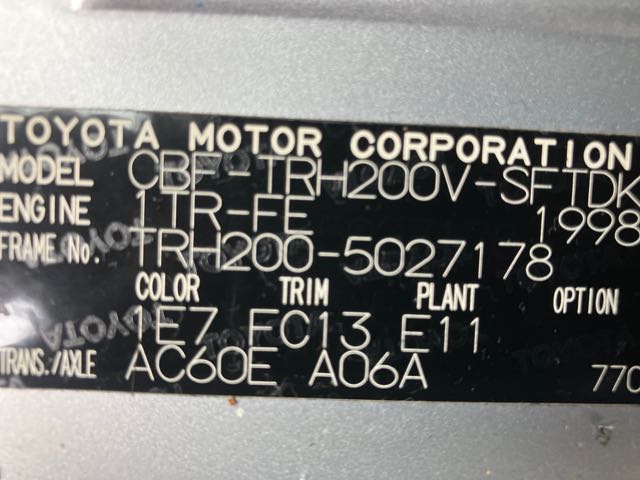 TOYOTA MOTOR CORPORATION
MODEL CBF-TRH200V-SFTDK
ENGINE 1TR-FE 1998
FRAME No. TRH200-5027178
COLOR TRIM PLANT OPTION
1E7 FC13 E11
TRANS./AXLE AC60E A06A 770